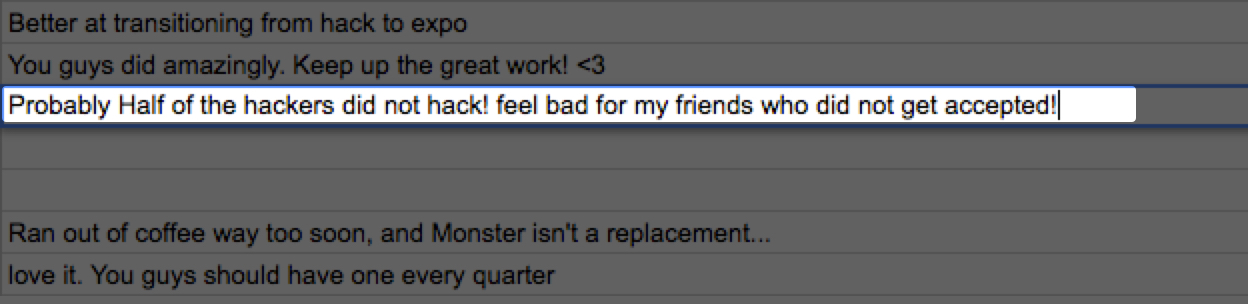 Better at transitioning from hack to expo
You guys did amazingly. Keep up the great work! <3
Probably Half of the hackers did not hack! feel bad for my friends who did not get accepted!
Ran out of coffee way too soon, and Monster isn't a replacement...
love it. You guys should have one every quarter